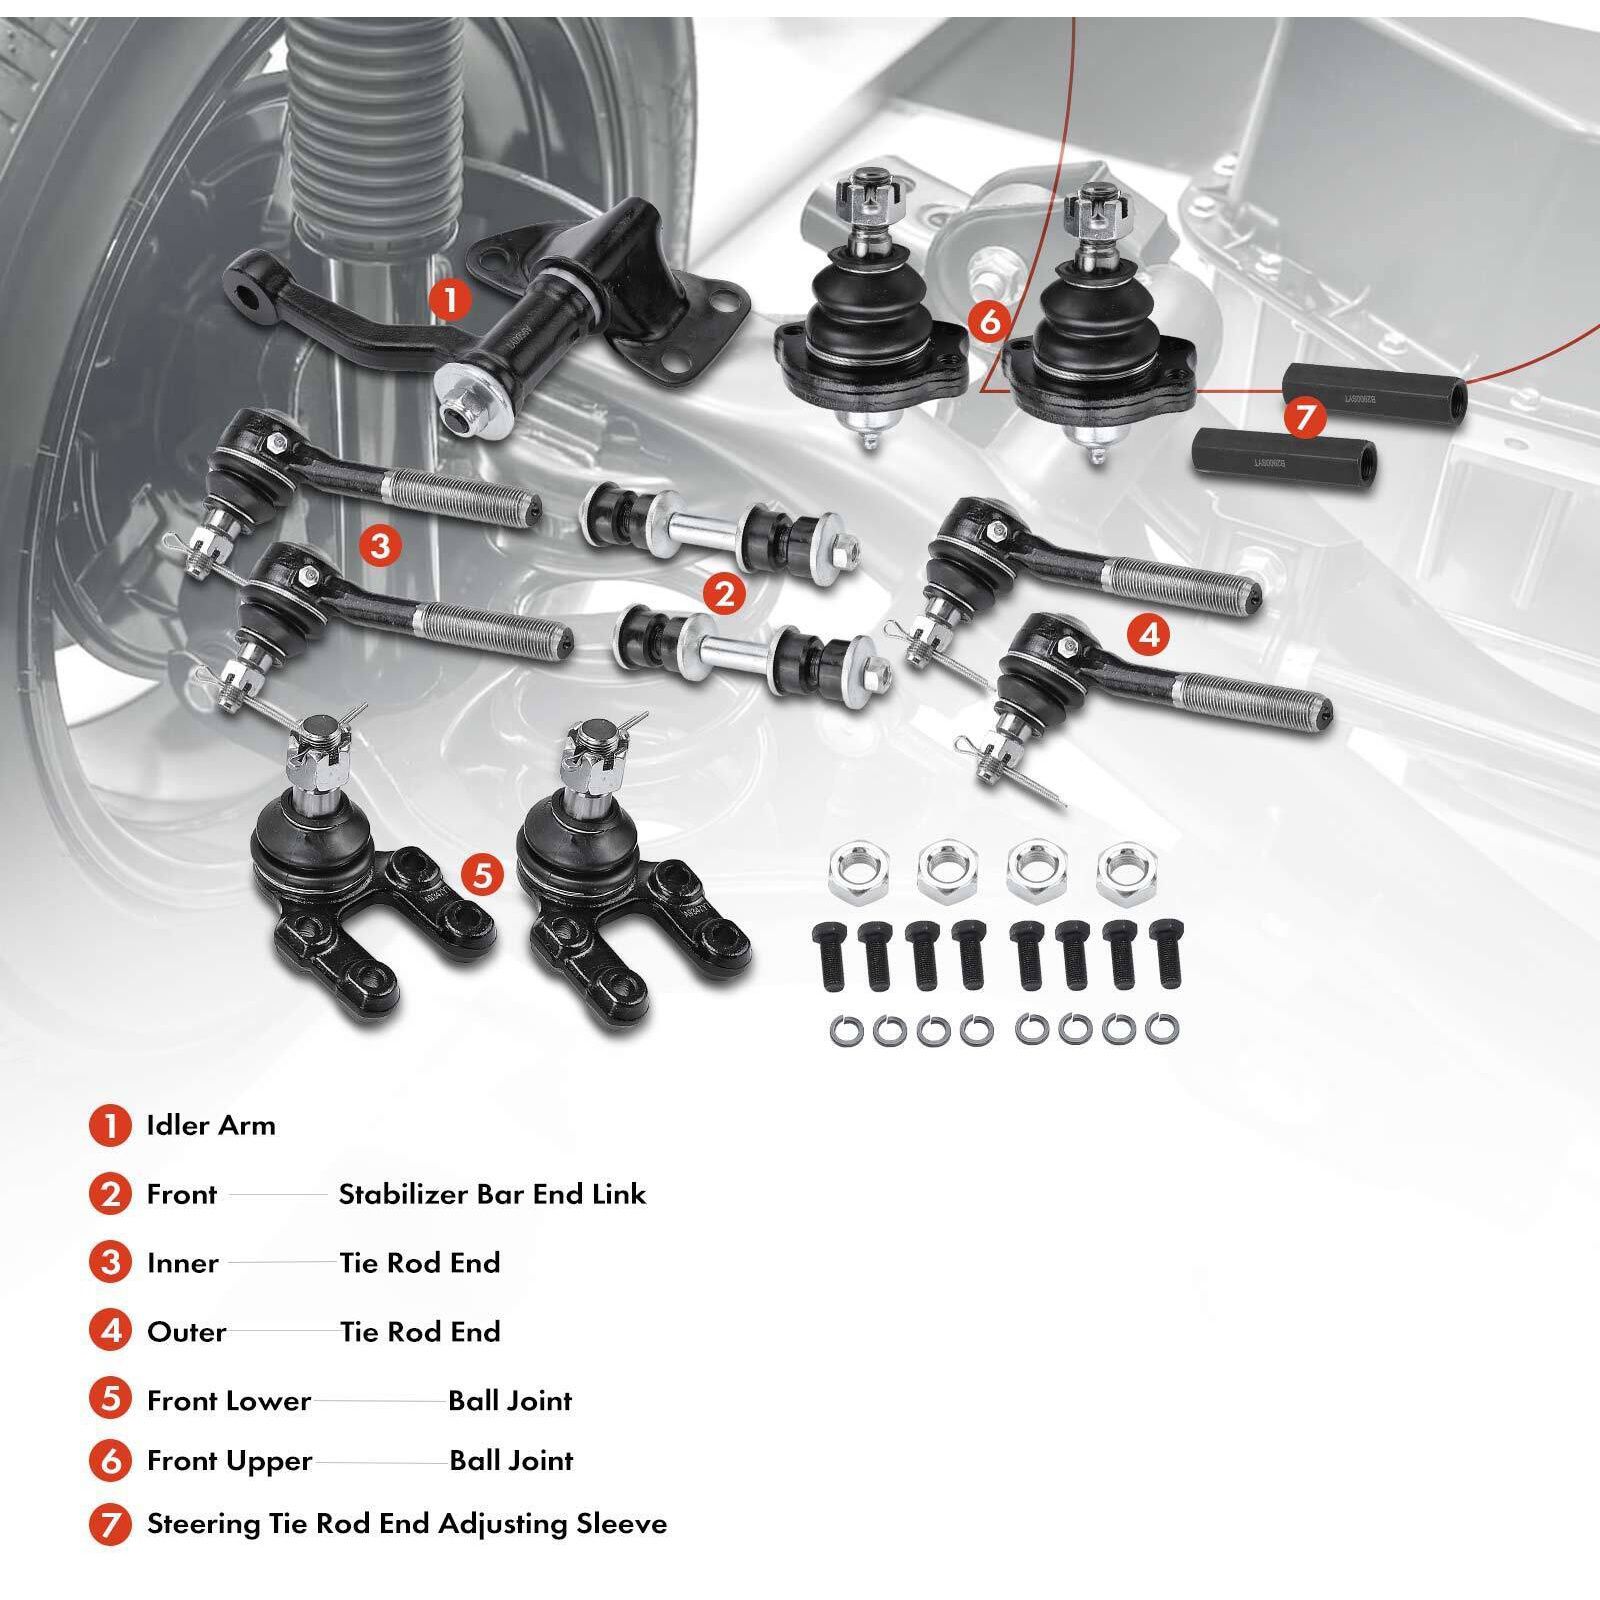 1
6
7
3
2
4
5
1 Idler Arm
2 Front Stabilizer Bar End Link
3 Inner Tie Rod End
4 Outer Tie Rod End
5 Front Lower Ball Joint
6 Front Upper Ball Joint
7 Steering Tie Rod End Adjusting Sleeve